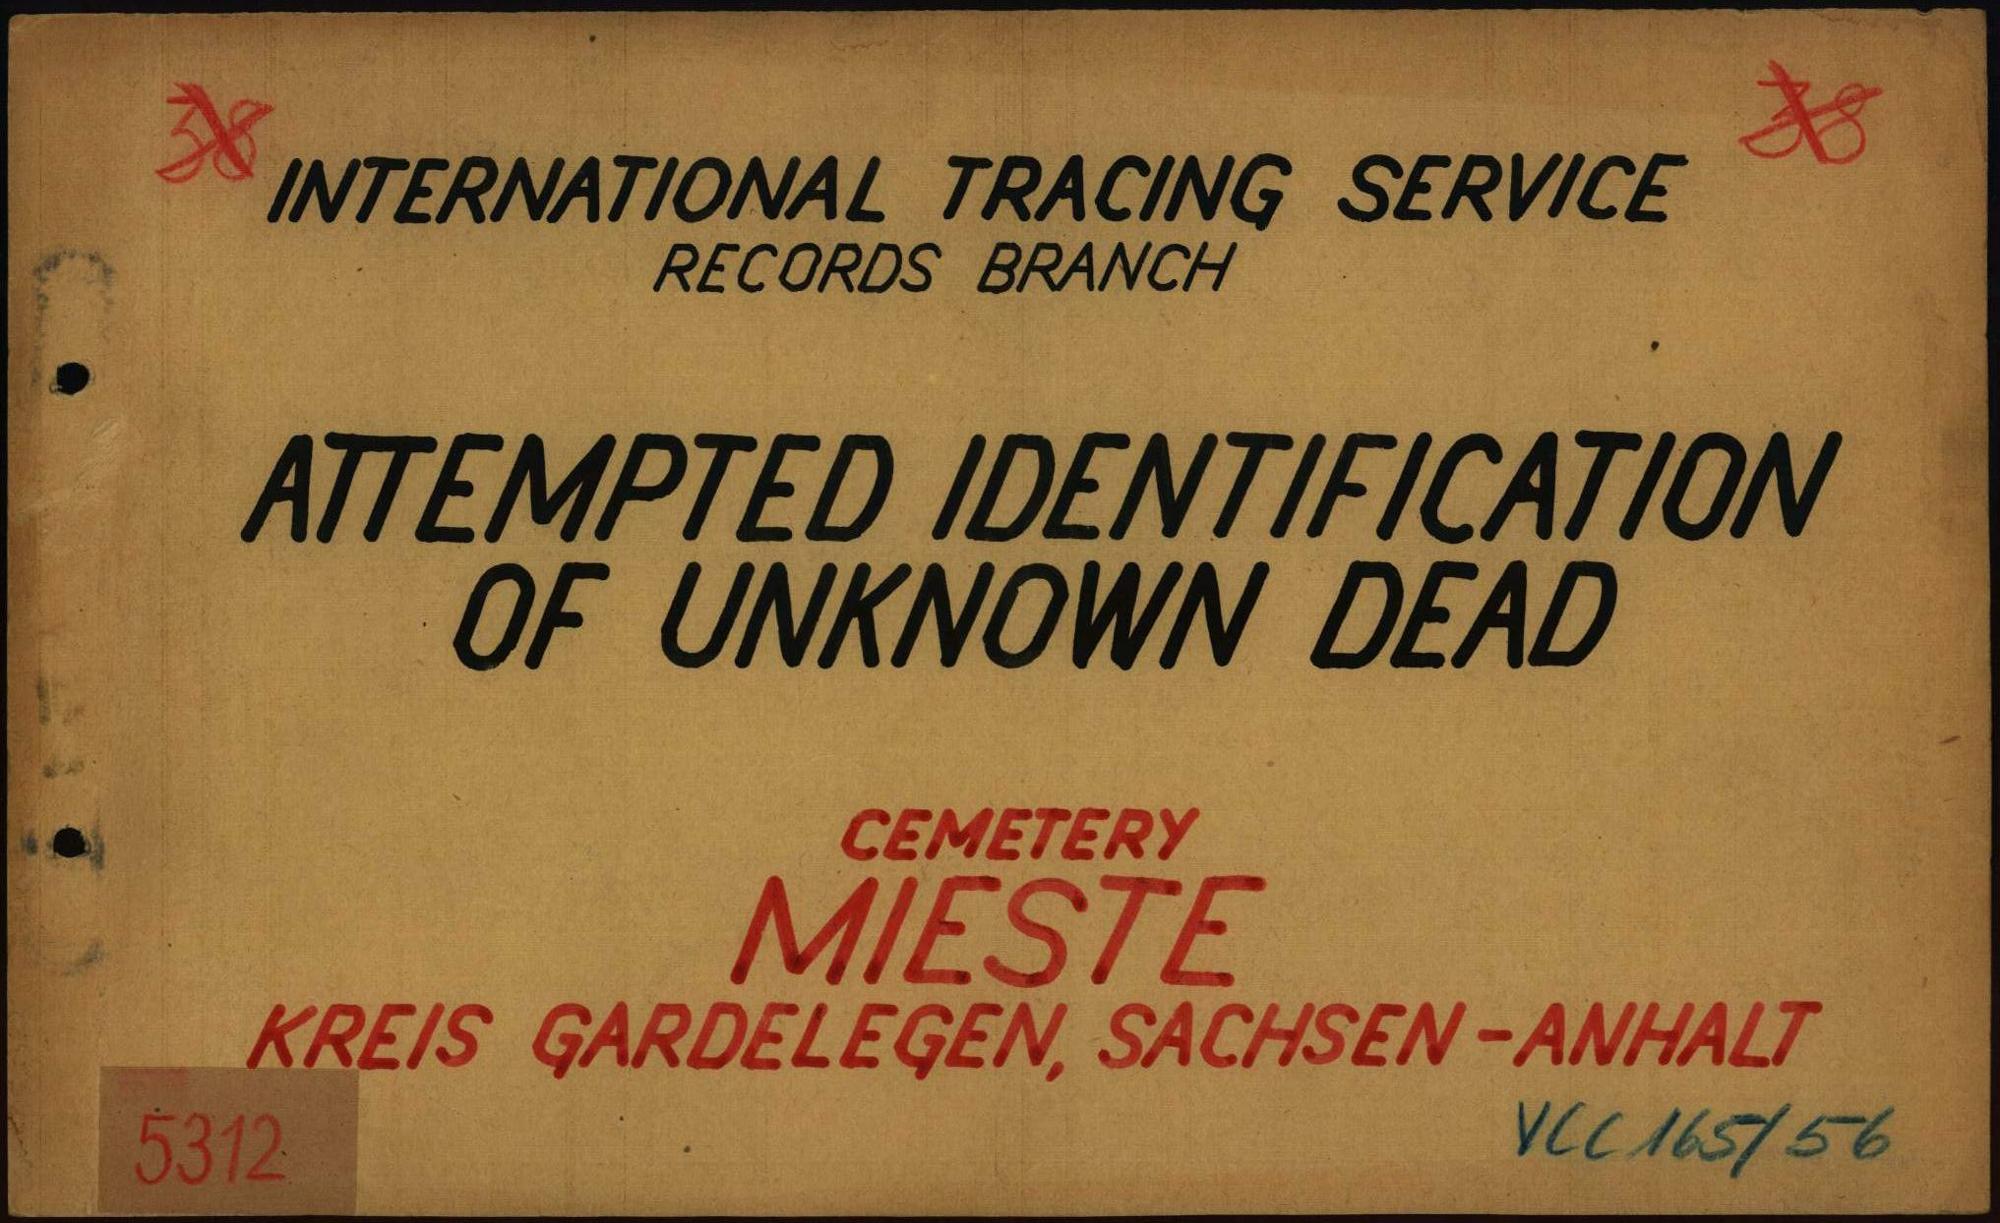 38 38
INTERNATIONAL TRACING SERVICE
RECORDS BRANCH
ATTEMPTED IDENTIFICATION
OF UNKNOWN DEAD
CEMETERY
MIESTE
KREIS GARDELEGEN, SACHSEN-ANHALT
5312
VCC 165/56